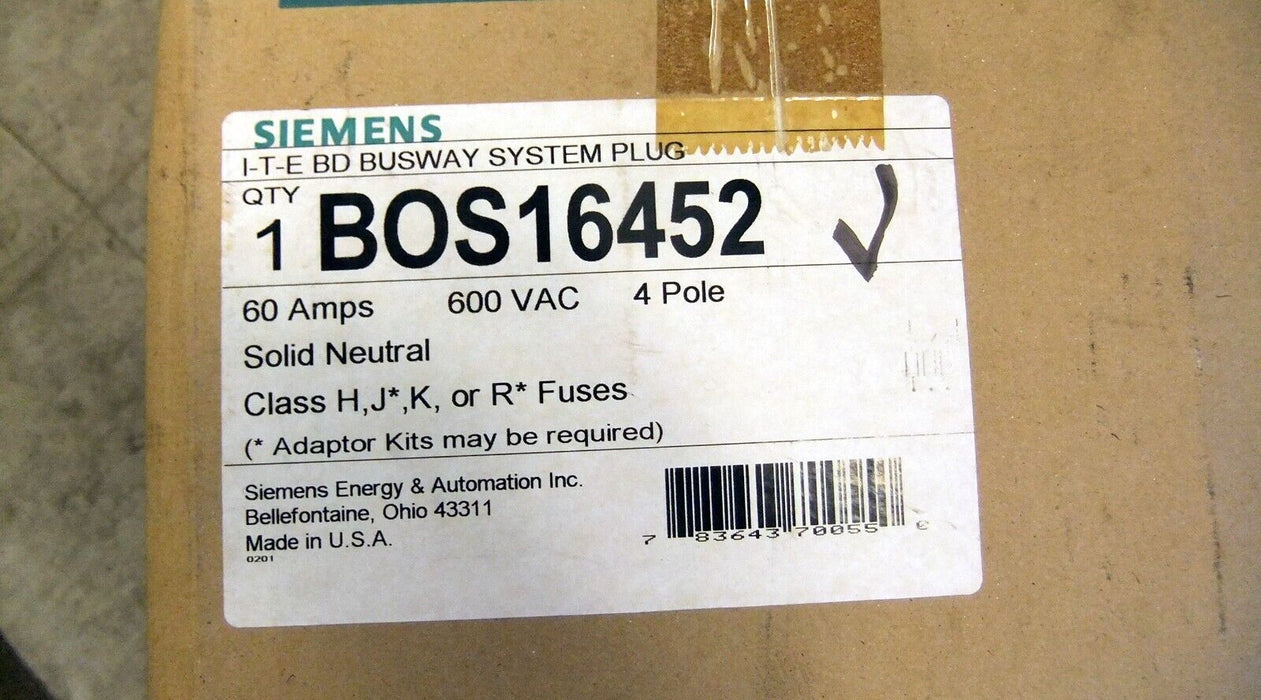 SIEMENS
I-T-E BD BUSWAY SYSTEM PLUG
QTY
1 BOS16452
60 Amps 600 VAC 4 Pole
Solid Neutral
Class H,J*,K, or R* Fuses
(* Adaptor Kits may be required)
Siemens Energy & Automation Inc.
Bellefontaine, Ohio 43311
Made in U.S.A.
0201
7 83643 70055